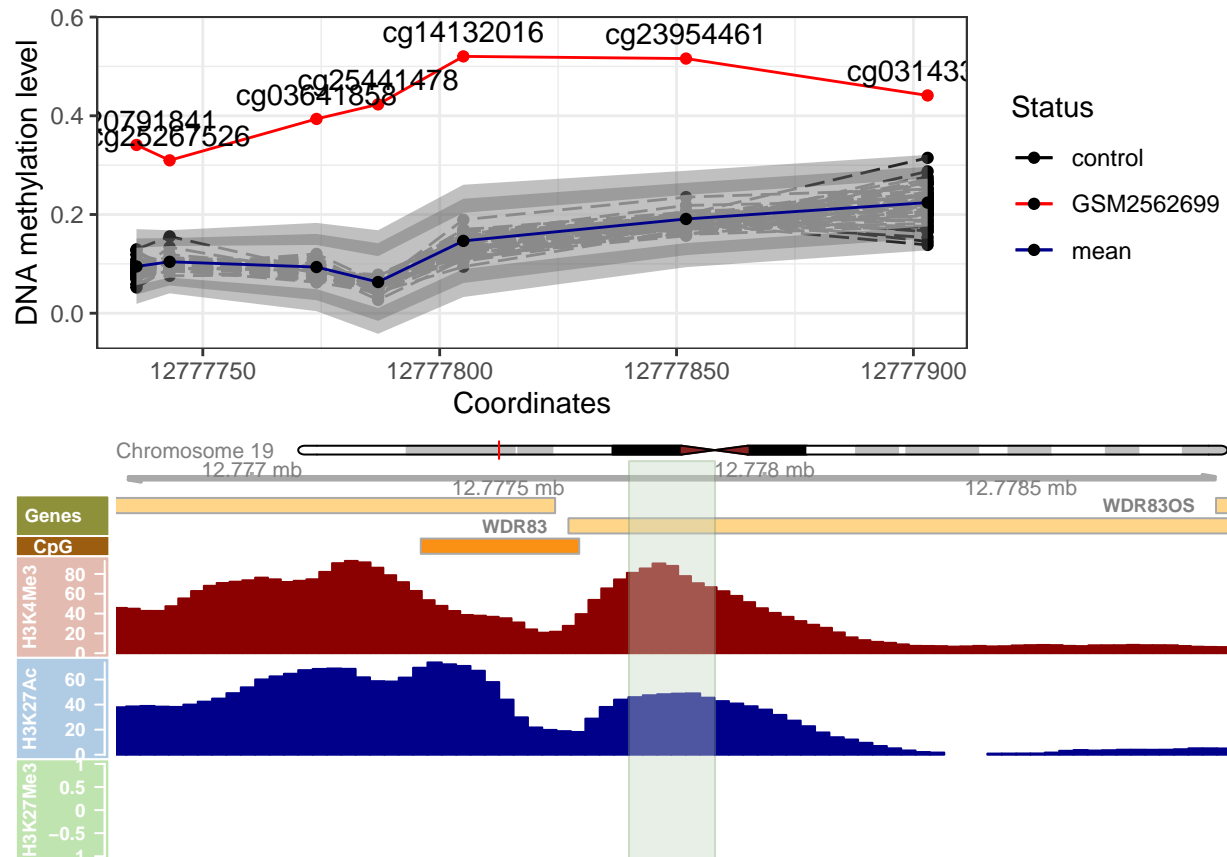 0.6
0.4
0.2
0.0
DNA methylation level
cg14132016
cg23954461
cg25441478
cg03641858
0791841
cg25267526
cg03143
12777750
12777800
12777850
12777900
Coordinates
Status
control
GSM2562699
mean
Chromosome 19
12.777 mb
12.7775 mb
12.778 mb
12.7785 mb
Genes
WDR83
WDR83OS
CpG
H3K4Me3
80
60
40
20
0
H3K27Ac
60
40
20
0
H3K27Me3
1
0.5
0
−0.5
−1